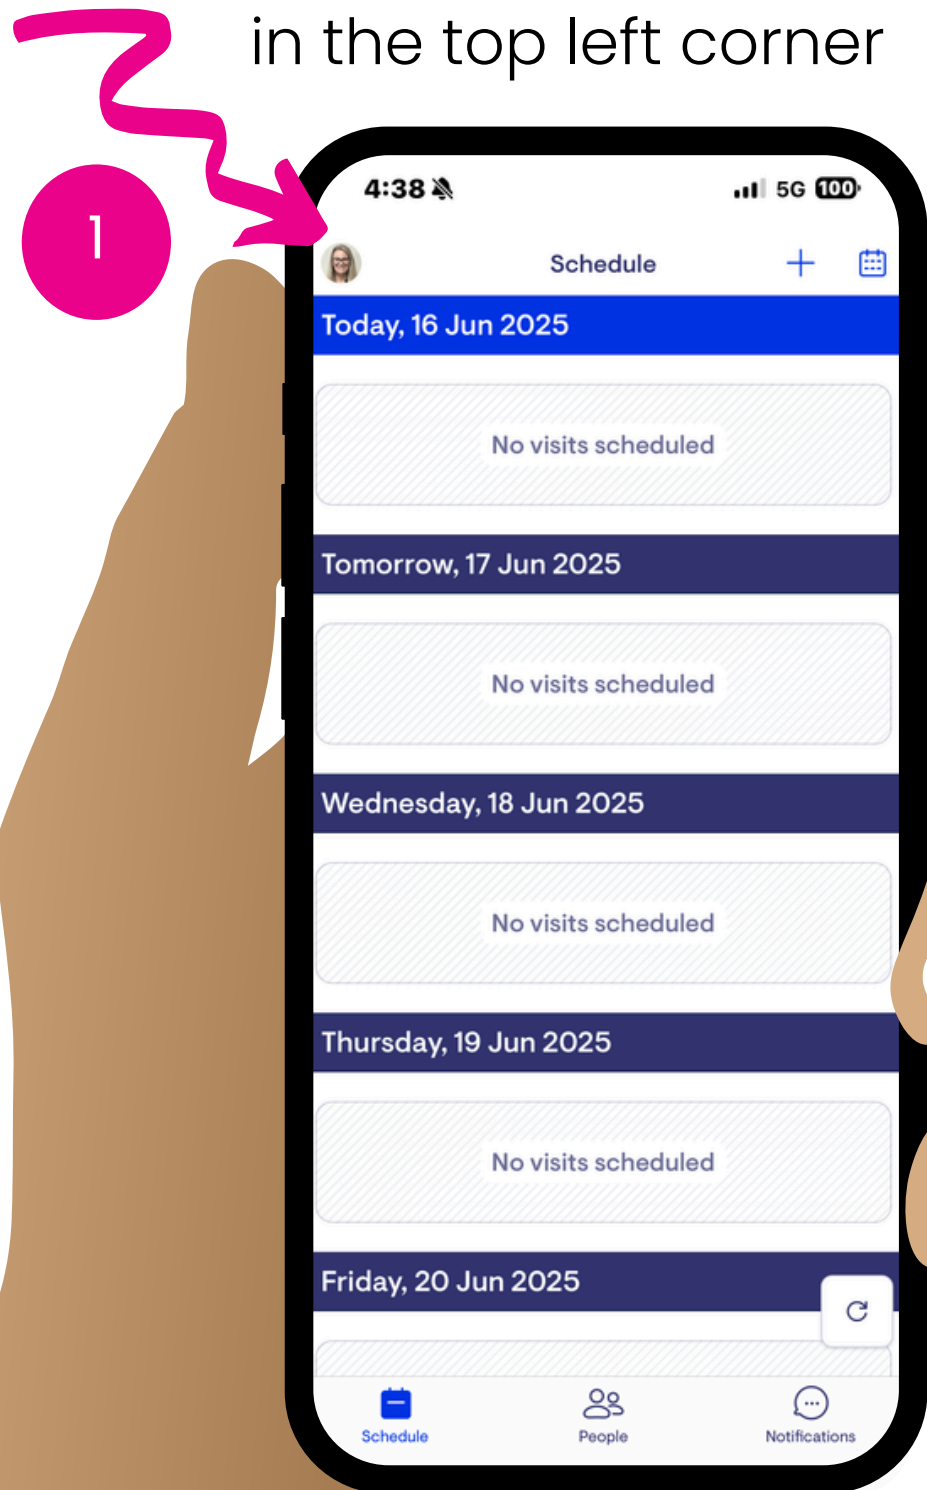 in the top left corner
1
4:38 5G 100
Schedule
Today, 16 Jun 2025
No visits scheduled
Tomorrow, 17 Jun 2025
No visits scheduled
Wednesday, 18 Jun 2025
No visits scheduled
Thursday, 19 Jun 2025
No visits scheduled
Friday, 20 Jun 2025
Schedule People Notifications